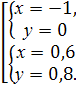 [{x = −1,
y = 0
{x = 0,6
y = 0,8.